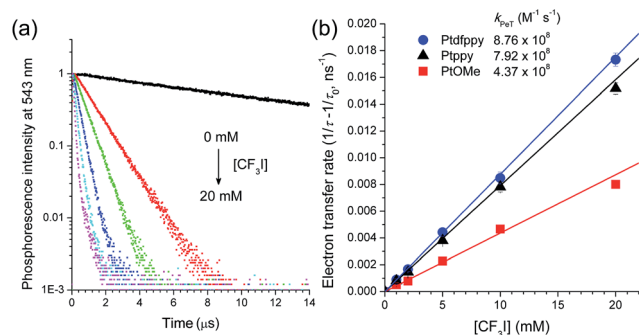 (a)
Phosphorescence intensity at 543 nm
1
0.1
0.01
1E-3
0 mM
[CF₃I]
20 mM
0 2 4 6 8 10 12 14
Time (μs)
(b)
Electron transfer rate (1/τ -1/τ₀, ns⁻¹)
0.020
0.018
0.016
0.014
0.012
0.010
0.008
0.006
0.004
0.002
0.000
k_PeT (M⁻¹ s⁻¹)
Ptdfppy 8.76 x 10⁸
Ptppy 7.92 x 10⁸
PtOMe 4.37 x 10⁸
0 5 10 15 20
[CF₃I] (mM)